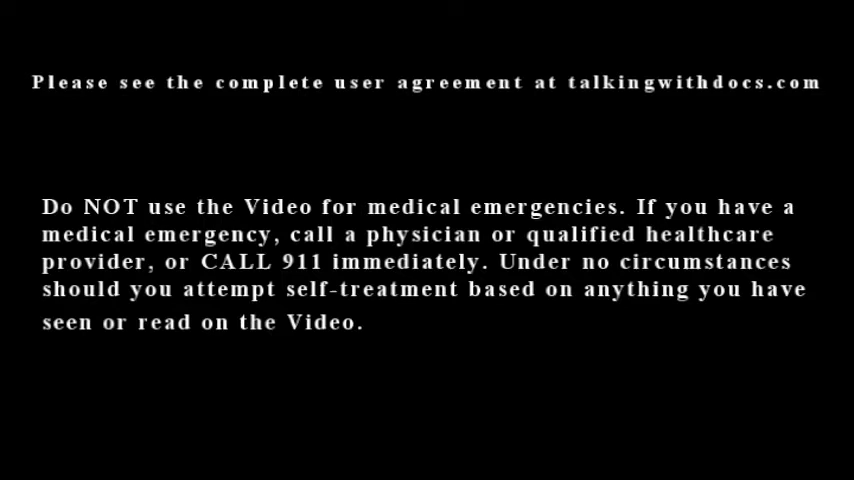 Please see the complete user agreement at talkingwithdocs.com
Do NOT use the Video for medical emergencies. If you have a
medical emergency, call a physician or qualified healthcare
provider, or CALL 911 immediately. Under no circumstances
should you attempt self-treatment based on anything you have
seen or read on the Video.